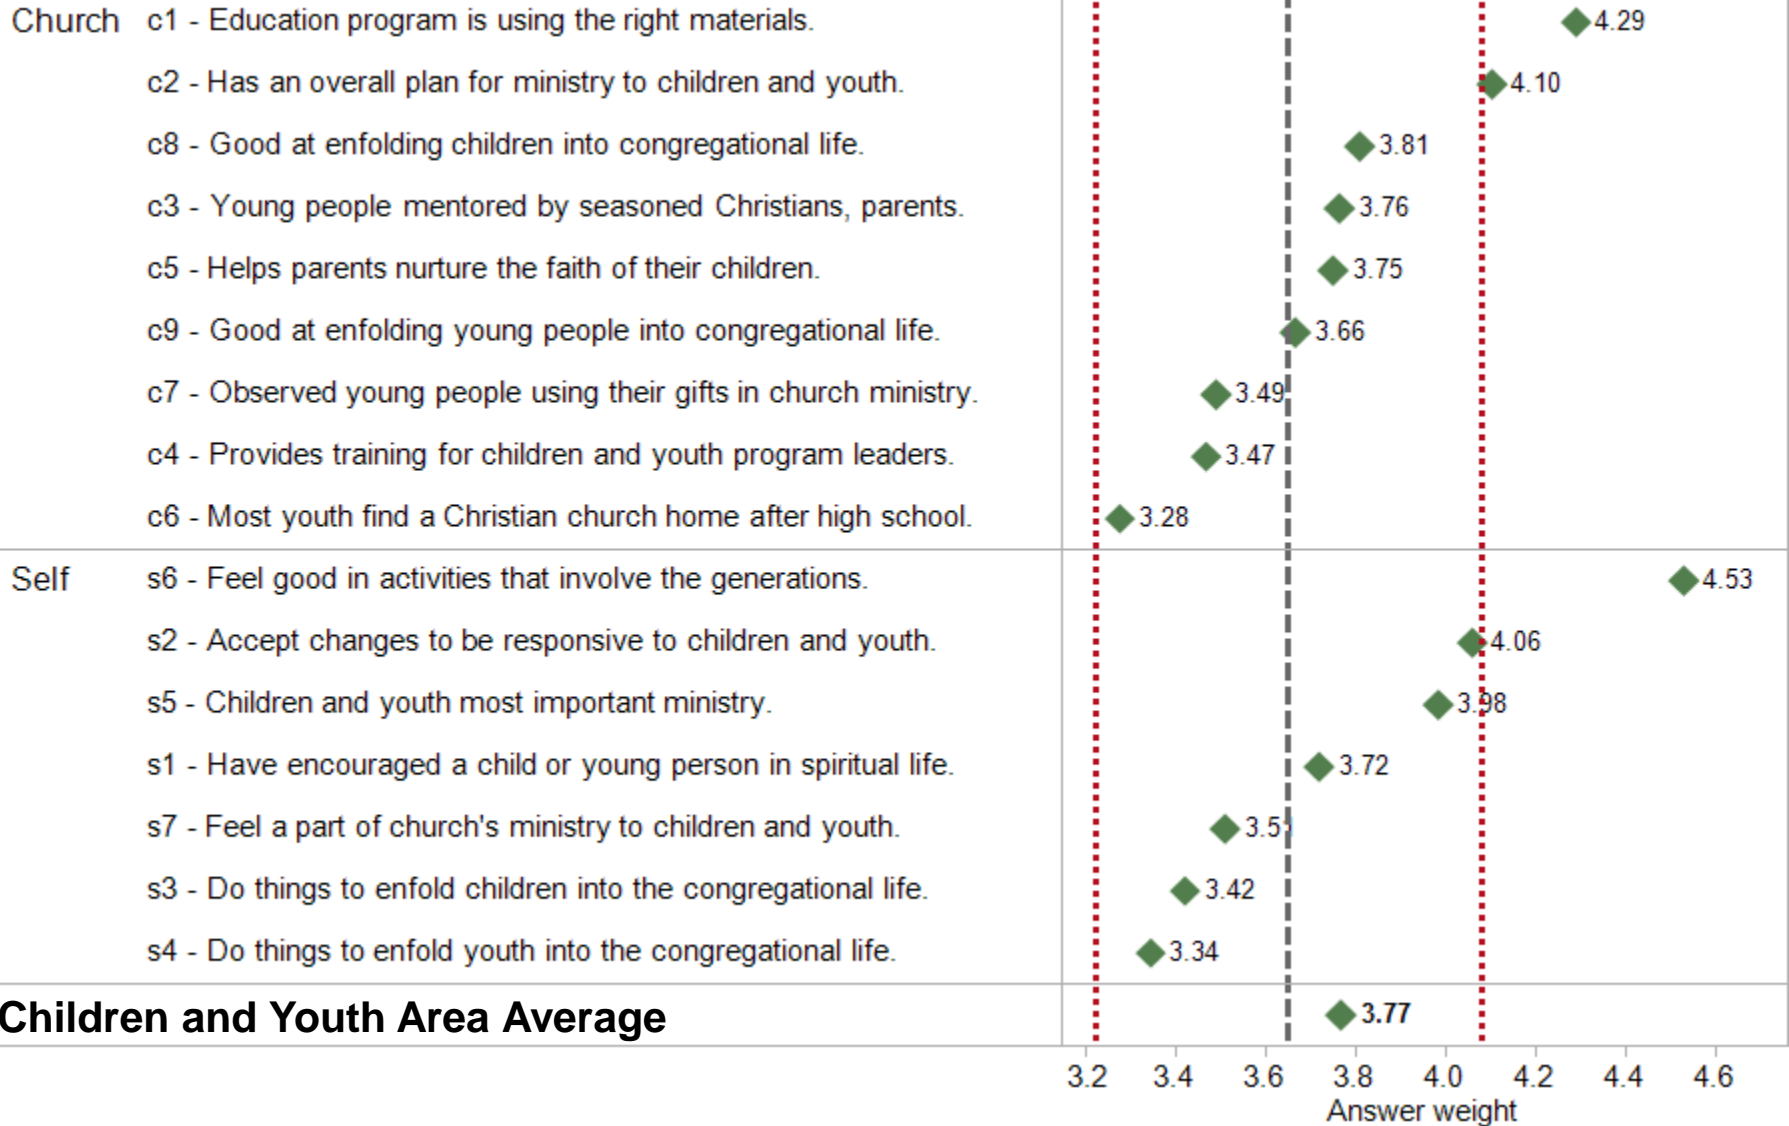 Church c1 - Education program is using the right materials. 4.29
c2 - Has an overall plan for ministry to children and youth. 4.10
c8 - Good at enfolding children into congregational life. 3.81
c3 - Young people mentored by seasoned Christians, parents. 3.76
c5 - Helps parents nurture the faith of their children. 3.75
c9 - Good at enfolding young people into congregational life. 3.66
c7 - Observed young people using their gifts in church ministry. 3.49
c4 - Provides training for children and youth program leaders. 3.47
c6 - Most youth find a Christian church home after high school. 3.28
Self s6 - Feel good in activities that involve the generations. 4.53
s2 - Accept changes to be responsive to children and youth. 4.06
s5 - Children and youth most important ministry. 3.98
s1 - Have encouraged a child or young person in spiritual life. 3.72
s7 - Feel a part of church's ministry to children and youth. 3.51
s3 - Do things to enfold children into the congregational life. 3.42
s4 - Do things to enfold youth into the congregational life. 3.34
Children and Youth Area Average 3.77
3.2 3.4 3.6 3.8 4.0 4.2 4.4 4.6
Answer weight